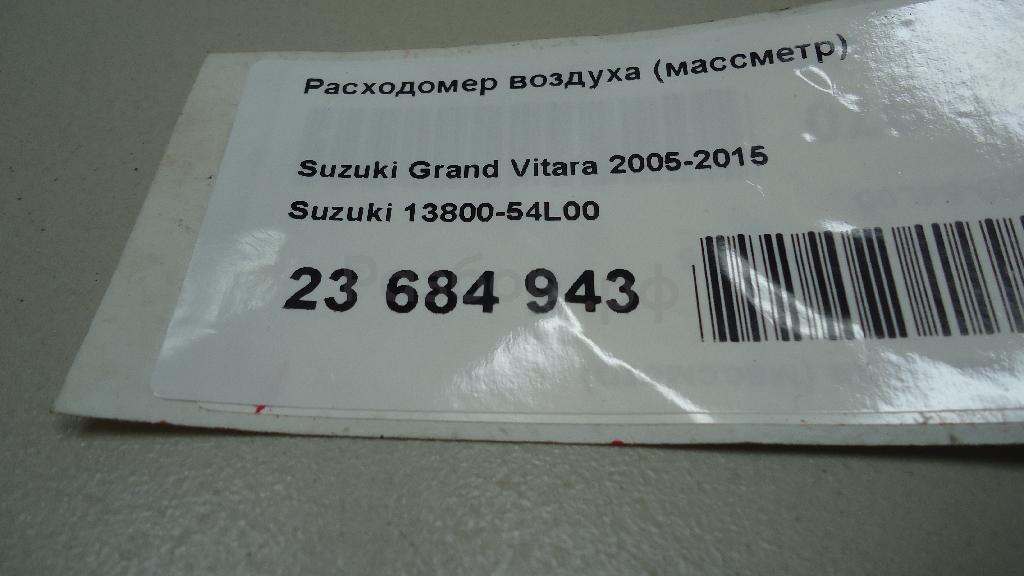 Расходомер воздуха (массметр)
Suzuki Grand Vitara 2005-2015
Suzuki 13800-54L00
23 684 943